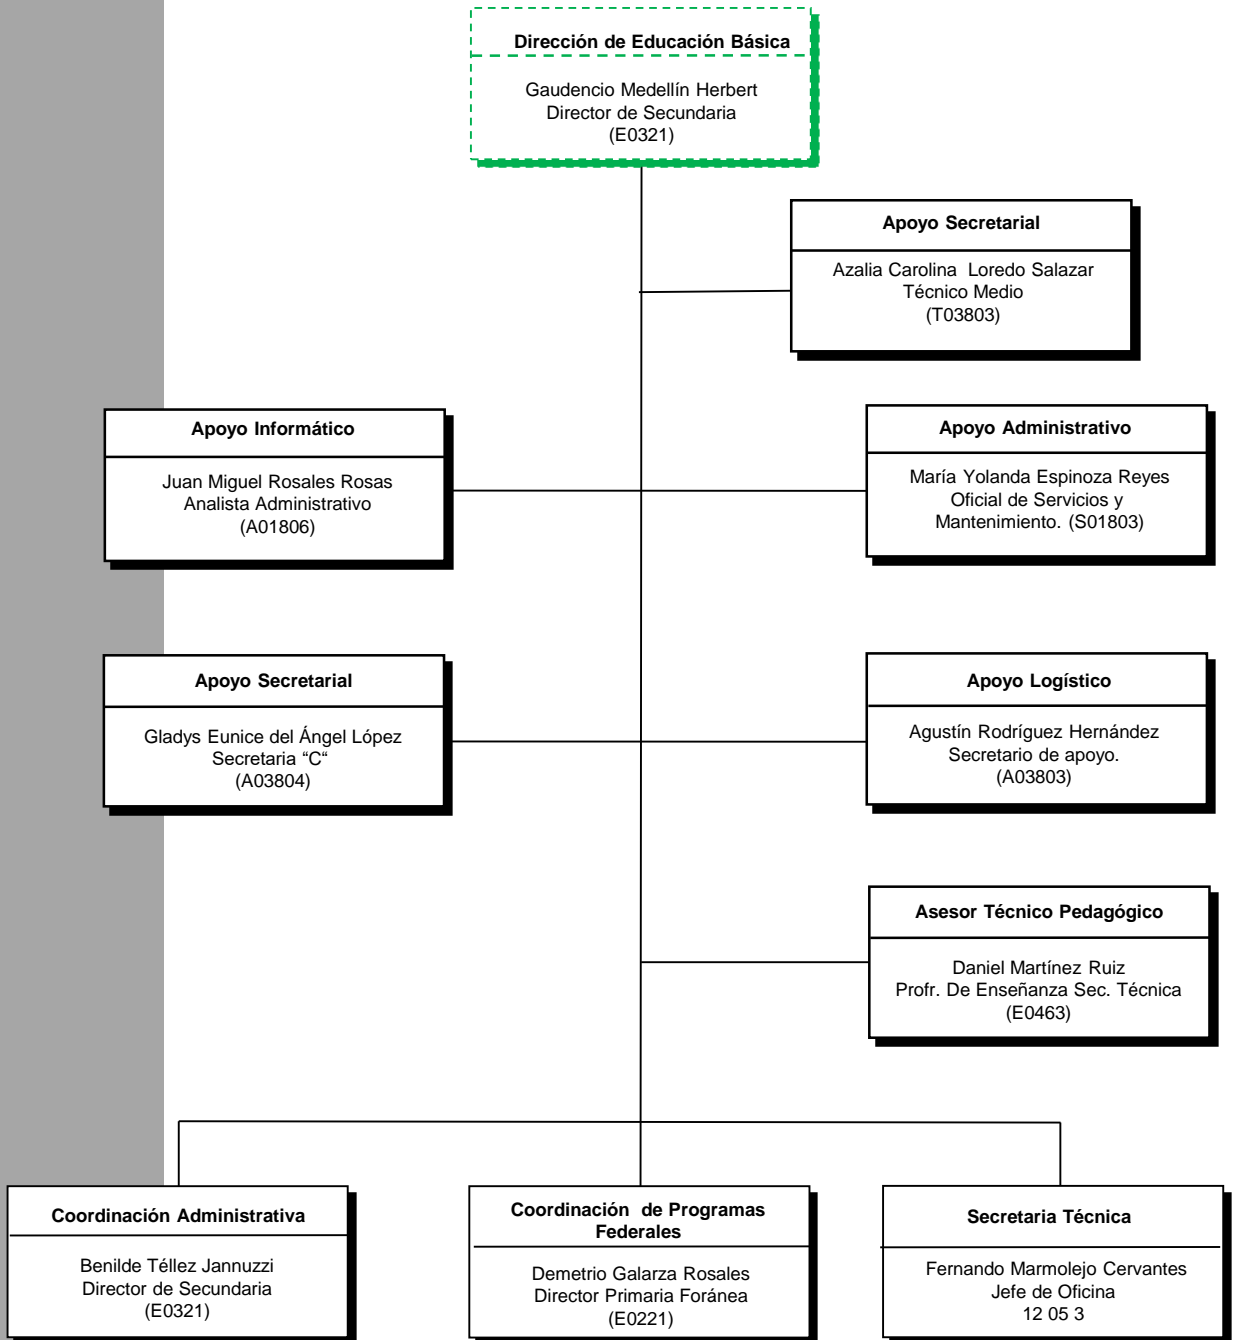 Dirección de Educación Básica
Gaudencio Medellín Herbert
Director de Secundaria
(E0321)
Apoyo Secretarial
Azalia Carolina  Loredo Salazar
Técnico Medio
(T03803)
Apoyo Informático
Juan Miguel Rosales Rosas
Analista Administrativo
(A01806)
Apoyo Administrativo
María Yolanda Espinoza Reyes
Oficial de Servicios y
Mantenimiento. (S01803)
Apoyo Secretarial
Gladys Eunice del Ángel López
Secretaria “C“
(A03804)
Apoyo Logístico
Agustín Rodríguez Hernández
Secretario de apoyo.
(A03803)
Asesor Técnico Pedagógico
Daniel Martínez Ruiz
Profr. De Enseñanza Sec. Técnica
(E0463)
Coordinación Administrativa
Benilde Téllez Jannuzzi
Director de Secundaria
(E0321)
Coordinación  de Programas
Federales
Demetrio Galarza Rosales
Director Primaria Foránea
(E0221)
Secretaria Técnica
Fernando Marmolejo Cervantes
Jefe de Oficina
12 05 3